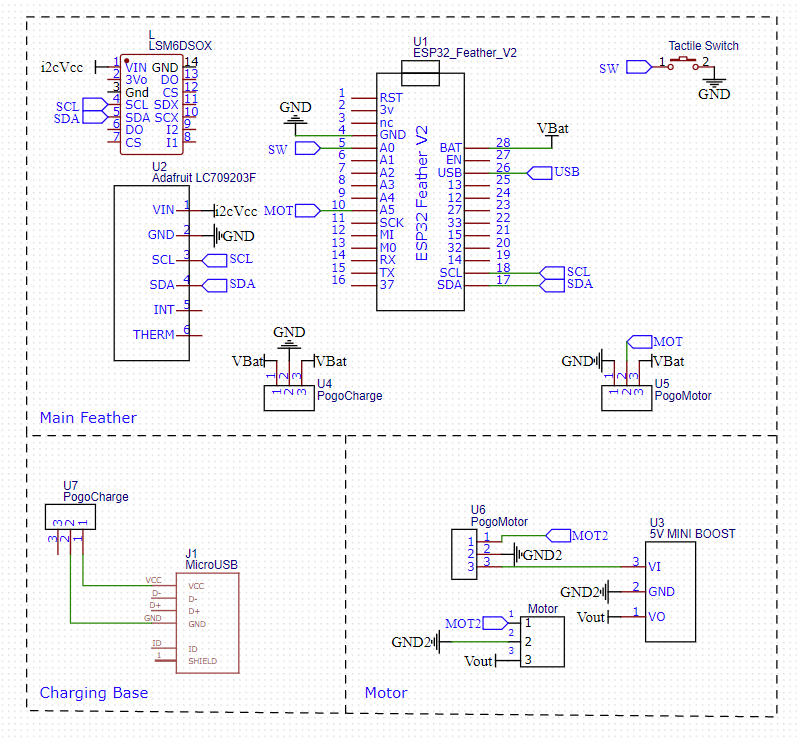 L
LSM6DSOX
i2cVcc
1 VIN GND 14
2 3Vo DO 13
3 Gnd CS 12
SCL 4 SCL SDX 11
SDA 5 SDA SCX 10
6 DO I2 9
7 CS I1 8
U1
ESP32_Feather_V2
ESP32 Feather V2
1 RST
2 3v
3 nc
GND 4 GND
SW 5 A0 BAT 28 VBat
6 A1 EN 27
7 A2 USB 26 USB
8 A3 13 25
9 A4 12 24
MOT 10 A5 27 23
11 SCK 33 22
12 MI 15 21
13 M0 32 20
14 RX 14 19
15 TX SCL 18 SCL
16 37 SDA 17 SDA
Tactile Switch
SW 1 2
GND
U2
Adafruit LC709203F
VIN 1 i2cVcc
GND 2 GND
SCL 3 SCL
SDA 4 SDA
INT 5
THERM 6
GND
VBat VBat
1 2 3
1 2 3
U4
PogoCharge
MOT
GND VBat
1 2 3
1 2 3
U5
PogoMotor
Main Feather
U7
PogoCharge
3 2 1
3 2 1
J1
MicroUSB
VCC VCC
D- D-
D+ D+
GND GND
ID ID
1 SHIELD
Charging Base
U6
PogoMotor
1 1 MOT2
2 2 GND2
3 3
U3
5V MINI BOOST
3 VI
GND2 2 GND
Vout 1 VO
Motor
MOT2 1 1
GND2 2 2
Vout 3 3
Motor